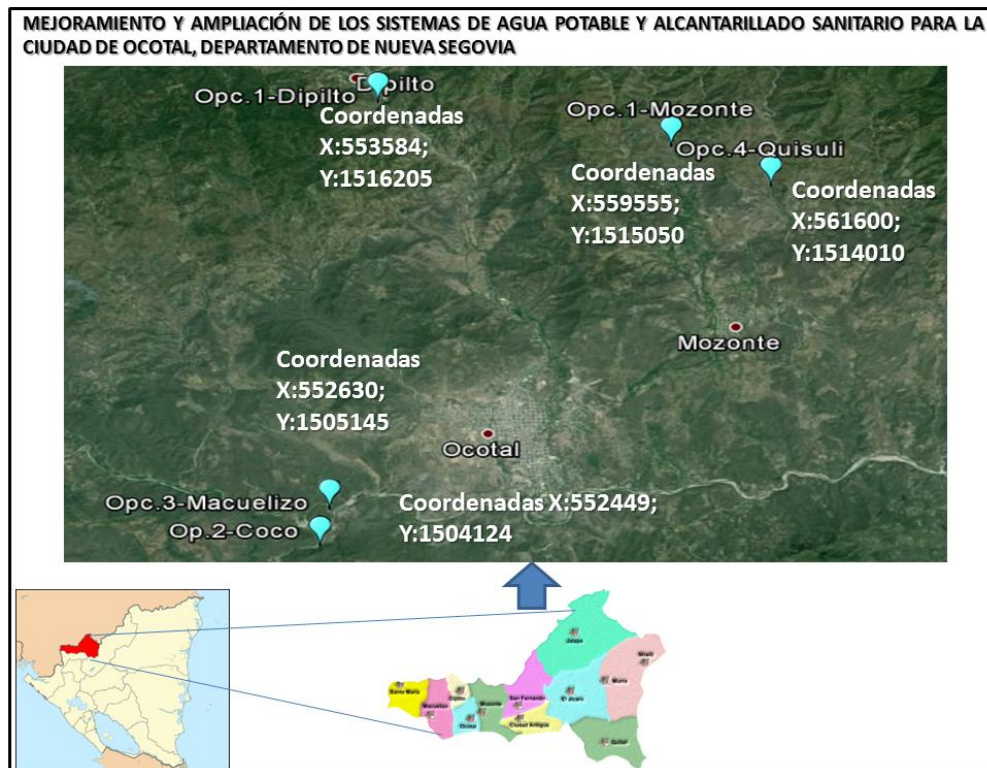 MEJORAMIENTO Y AMPLIACIÓN DE LOS SISTEMAS DE AGUA POTABLE Y ALCANTARILLADO SANITARIO PARA LA
CIUDAD DE OCOTAL, DEPARTAMENTO DE NUEVA SEGOVIA
Dipilto
Opc.1-Dipilto
Coordenadas
X:553584;
Y:1516205
Opc.1-Mozonte
Opc.4-Quisuli
Coordenadas
X:559555;
Y:1515050
Coordenadas
X:561600;
Y:1514010
Mozonte
Coordenadas
X:552630;
Y:1505145
Ocotal
Opc.3-Macuelizo
Op.2-Coco
Coordenadas X:552449;
Y:1504124
Jalapa
Wiwilí
Murra
Santa María
Dipilto
San Fernando
El Jícaro
Macuelizo
Mozonte
Ocotal
Ciudad Antigua
Quilalí